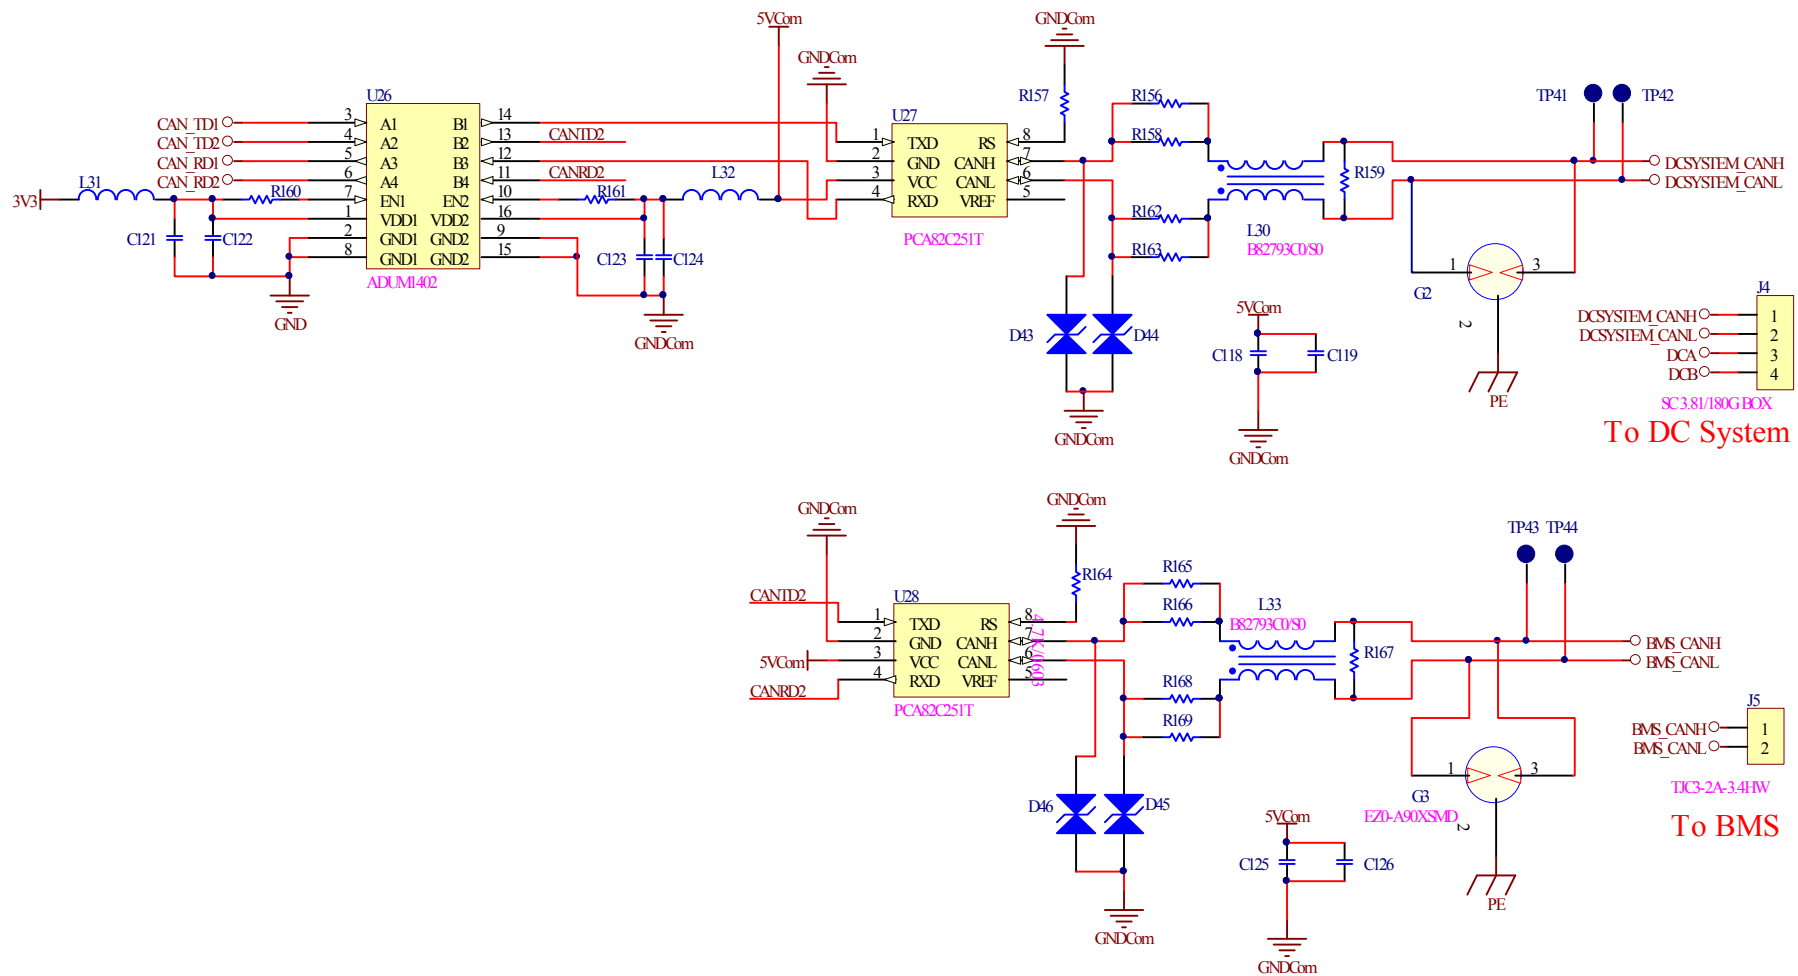 5VCom
GNDCom
GNDCom
U26
U27
R157
R156
TP41
TP42
CAN_TD1
3
A1
B1
14
CAN_TD2
4
A2
B2
13
CANTD2
CAN_RD1
5
A3
B3
12
CAN_RD2
6
A4
B4
11
CANRD2
3V3
L31
R160
7
EN1
EN2
10
R161
L32
1
VDD1
VDD2
16
2
GND1
GND2
9
8
GND1
GND2
15
C121
C122
C123
C124
ADUM1402
GND
GNDCom
1
TXD
RS
8
2
GND
CANH
7
3
VCC
CANL
6
4
RXD
VREF
5
PCA82C251T
R158
R159
R162
R163
L30
B82793C0/S0
DCSYSTEM_CANH
DCSYSTEM_CANL
D43
D44
GNDCom
5VCom
C118
C119
GNDCom
1
3
G2
2
PE
J4
DCSYSTEM_CANH
1
DCSYSTEM_CANL
2
DCA
3
DCB
4
SC 3.81/180G BOX
To DC System
GNDCom
GNDCom
U28
R164
R165
R166
L33
B82793C0/S0
TP43
TP44
CANTD2
5VCom
CANRD2
1
TXD
RS
8
2
GND
CANH
7
3
VCC
CANL
6
4
RXD
VREF
5
4.7K/0603
PCA82C251T
R167
R168
R169
BMS_CANH
BMS_CANL
D46
D45
GNDCom
5VCom
C125
C126
GNDCom
1
3
G3
EZ0-A90XSMD
2
PE
J5
BMS_CANH
1
BMS_CANL
2
TJC3-2A-3.4HW
To BMS